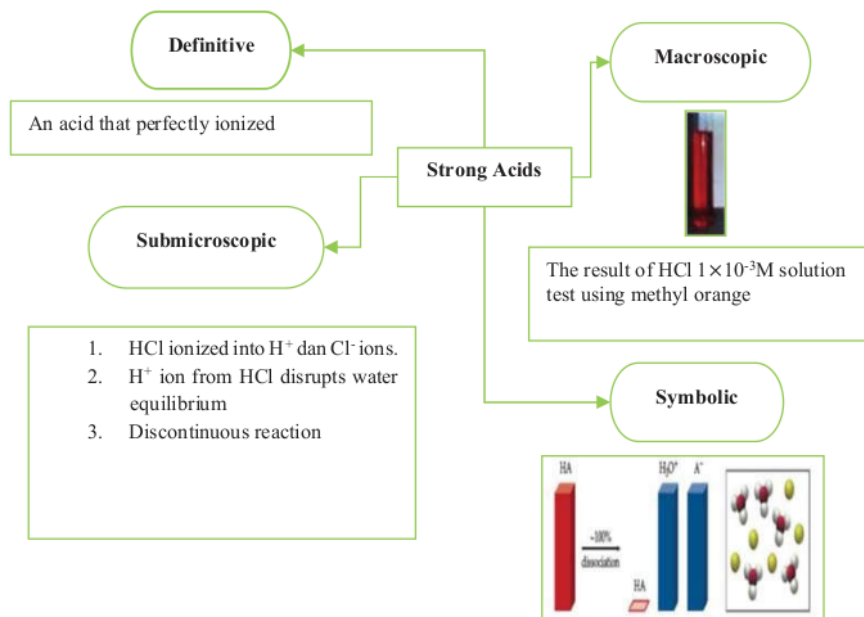 Definitive
An acid that perfectly ionized
Strong Acids
Macroscopic
The result of HCl 1×10⁻³M solution
test using methyl orange
Submicroscopic
1. HCl ionized into H⁺ dan Cl⁻ ions.
2. H⁺ ion from HCl disrupts water
equilibrium
3. Discontinuous reaction
Symbolic
HA
H₃O⁺ A⁻
~100%
dissociation
HA